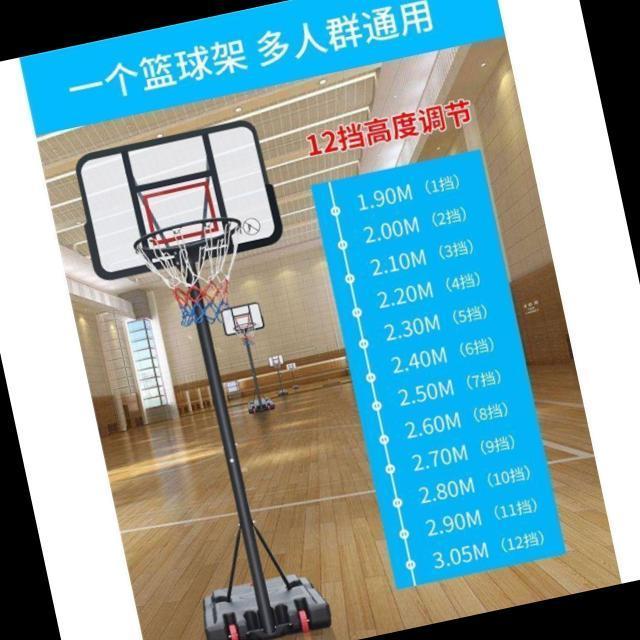 一个篮球架 多人群通用
12挡高度调节
1.90M（1挡）
2.00M（2挡）
2.10M（3挡）
2.20M（4挡）
2.30M（5挡）
2.40M（6挡）
2.50M（7挡）
2.60M（8挡）
2.70M（9挡）
2.80M（10挡）
2.90M（11挡）
3.05M（12挡）